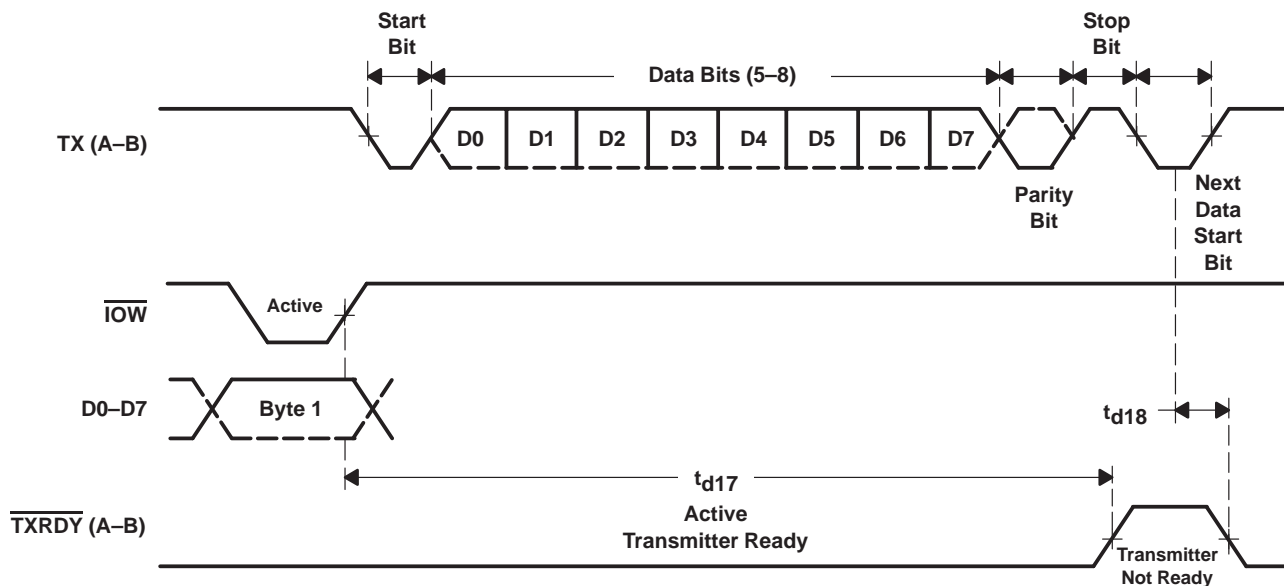 Start
Bit
Stop
Bit
Data Bits (5–8)
TX (A–B)
D0 D1 D2 D3 D4 D5 D6 D7
Parity
Bit
Next
Data
Start
Bit
IOW
Active
D0–D7
Byte 1
td18
td17
TXRDY (A–B)
Active
Transmitter Ready
Transmitter
Not Ready